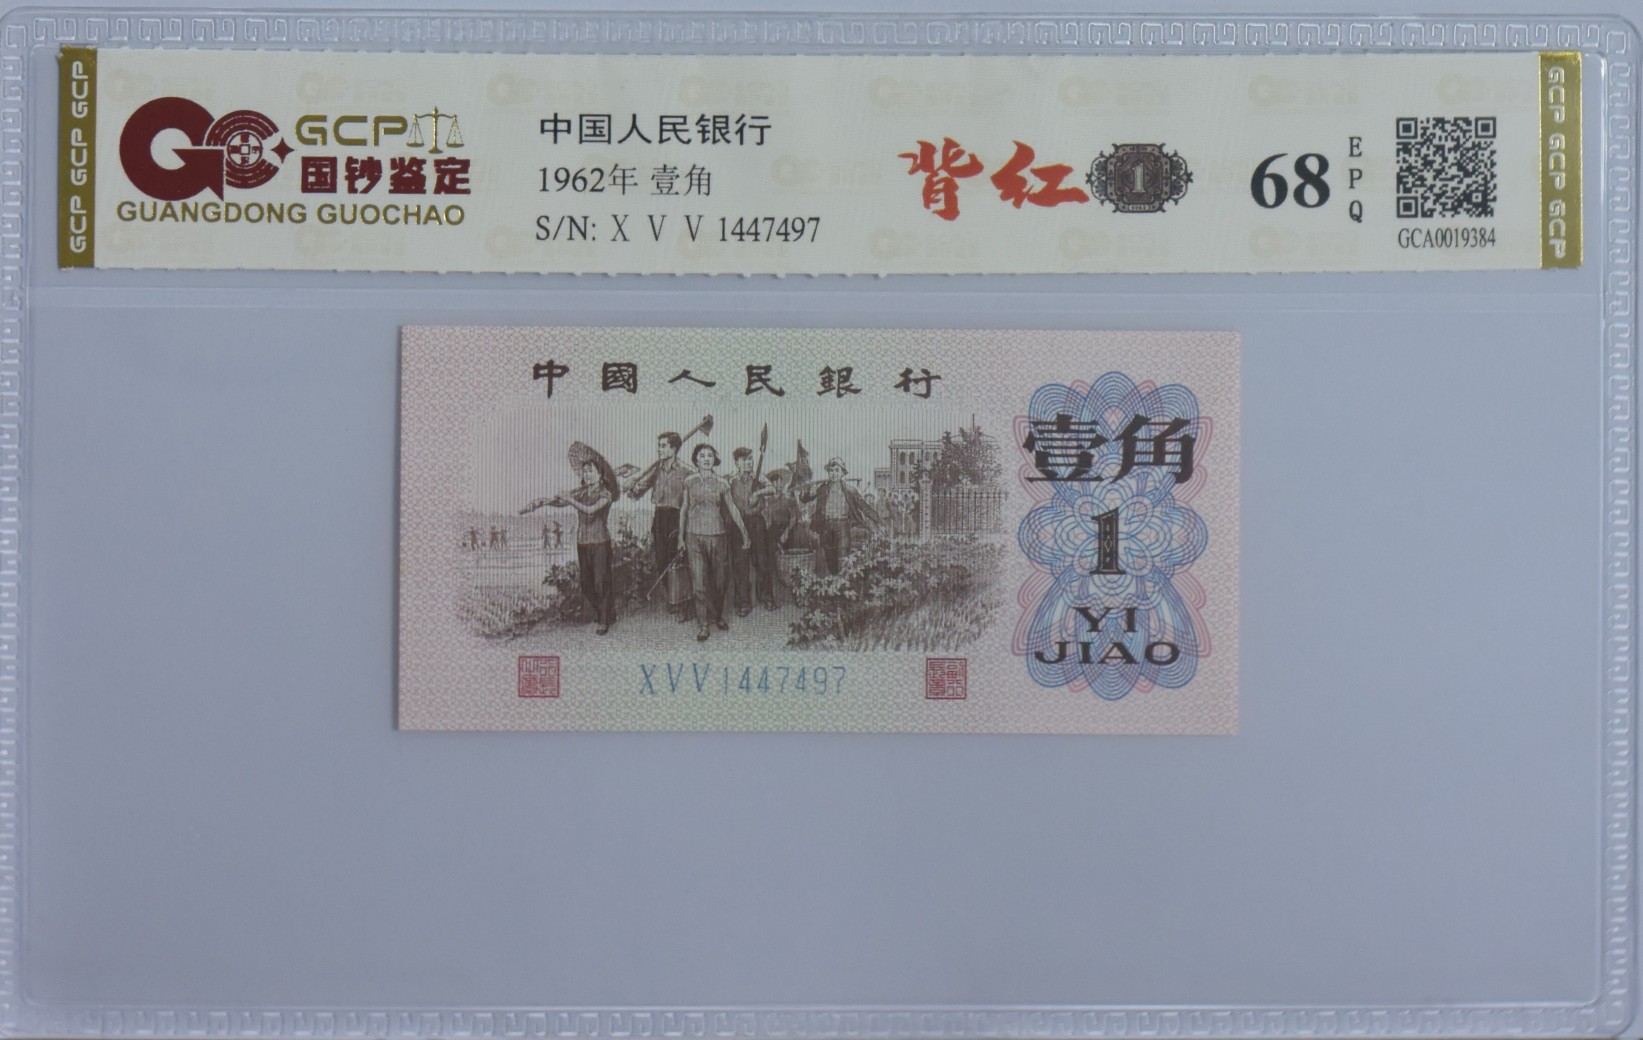 GCP GCP GCP
GCP
国钞鉴定
GUANGDONG GUOCHAO
中国人民银行
1962年 壹角
S/N: X V V 1447497
背红
1
68
EPQ
GCA0019384
GCP GCP GCP
中國人民銀行
壹角
1
YI
JIAO
XVV1447497